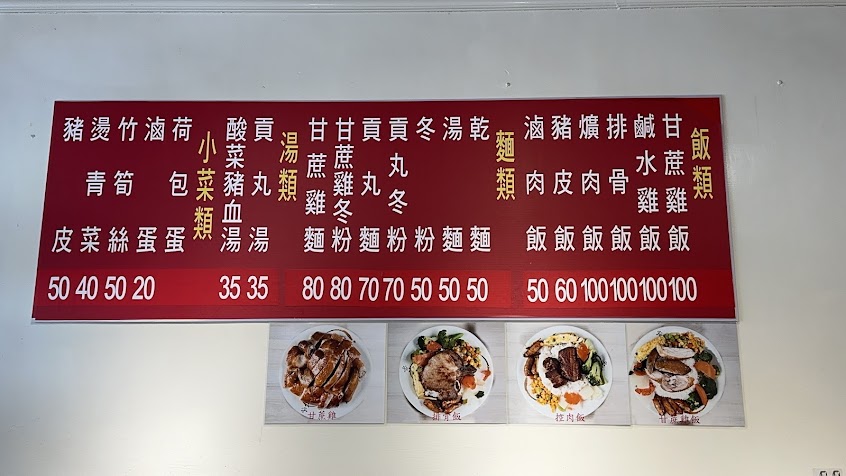 飯類
甘蔗雞飯 100
鹹水雞飯 100
排骨飯 100
爌肉飯 100
豬皮飯 60
滷肉飯 50
麵類
乾麵 50
湯麵 50
冬粉 50
貢丸冬粉 70
貢丸麵 70
甘蔗雞冬粉 80
甘蔗雞麵 80
湯類
貢丸湯 35
酸菜豬血湯 35
小菜類
荷包蛋
滷蛋 20
竹筍絲 50
燙青菜 40
豬皮 50
甘蔗雞
排骨飯
控肉飯
甘蔗雞飯